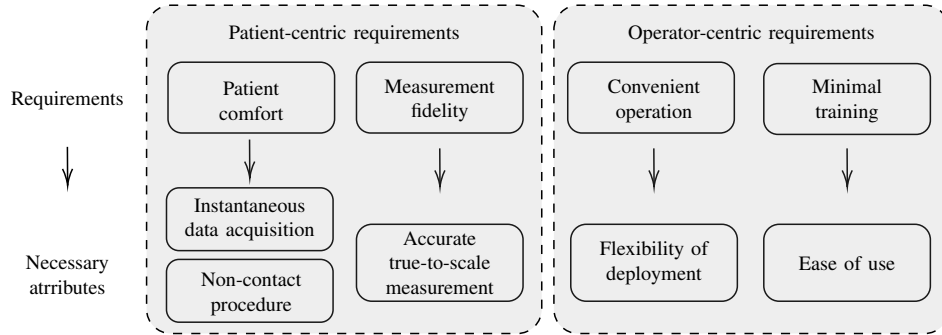 Patient-centric requirements
Operator-centric requirements
Requirements
Patient
comfort
Measurement
fidelity
Convenient
operation
Minimal
training
Necessary
atrributes
Instantaneous
data acquisition
Non-contact
procedure
Accurate
true-to-scale
measurement
Flexibility of
deployment
Ease of use